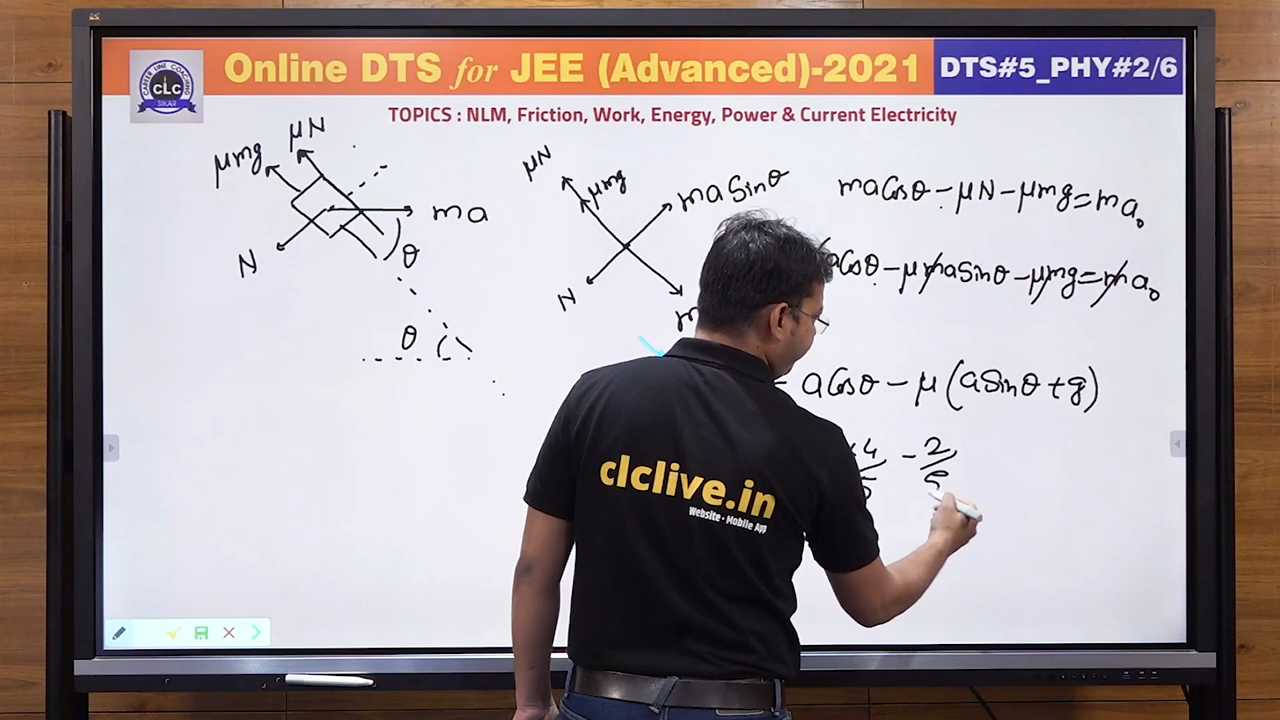 Online DTS for JEE (Advanced)-2021
DTS#5_PHY#2/6
CAREER LINE COACHING
CLC
SIKAR
TOPICS : NLM, Friction, Work, Energy, Power & Current Electricity
μN
μmg
ma
N
θ
θ
μN
μmg
ma Sinθ
N
maCosθ - μN - μmg = ma₀
aCosθ - μmaSinθ - μmg = ma₀
aCosθ - μ(aSinθ + g)
4/5 - 2/
clclive.in
Website • Mobile App